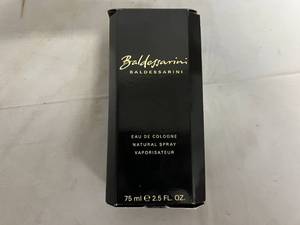 Baldessarini
BALDESSARINI
EAU DE COLOGNE
NATURAL SPRAY
VAPORISATEUR
75 ml ℮ 2.5 FL. OZ.